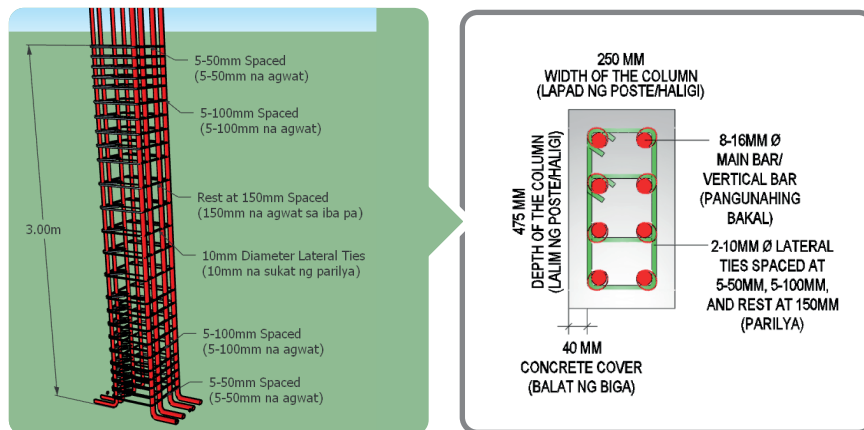 5-50mm Spaced
(5-50mm na agwat)
5-100mm Spaced
(5-100mm na agwat)
Rest at 150mm Spaced
(150mm na agwat sa iba pa)
3.00m
10mm Diameter Lateral Ties
(10mm na sukat ng parilya)
5-100mm Spaced
(5-100mm na agwat)
5-50mm Spaced
(5-50mm na agwat)
250 MM
WIDTH OF THE COLUMN
(LAPAD NG POSTE/HALIGI)
475 MM
DEPTH OF THE COLUMN
(LALIM NG POSTE/HALIGI)
8-16MM Ø
MAIN BAR/
VERTICAL BAR
(PANGUNAHING
BAKAL)
2-10MM Ø LATERAL
TIES SPACED AT
5-50MM, 5-100MM,
AND REST AT 150MM
(PARILYA)
40 MM
CONCRETE COVER
(BALAT NG BIGA)